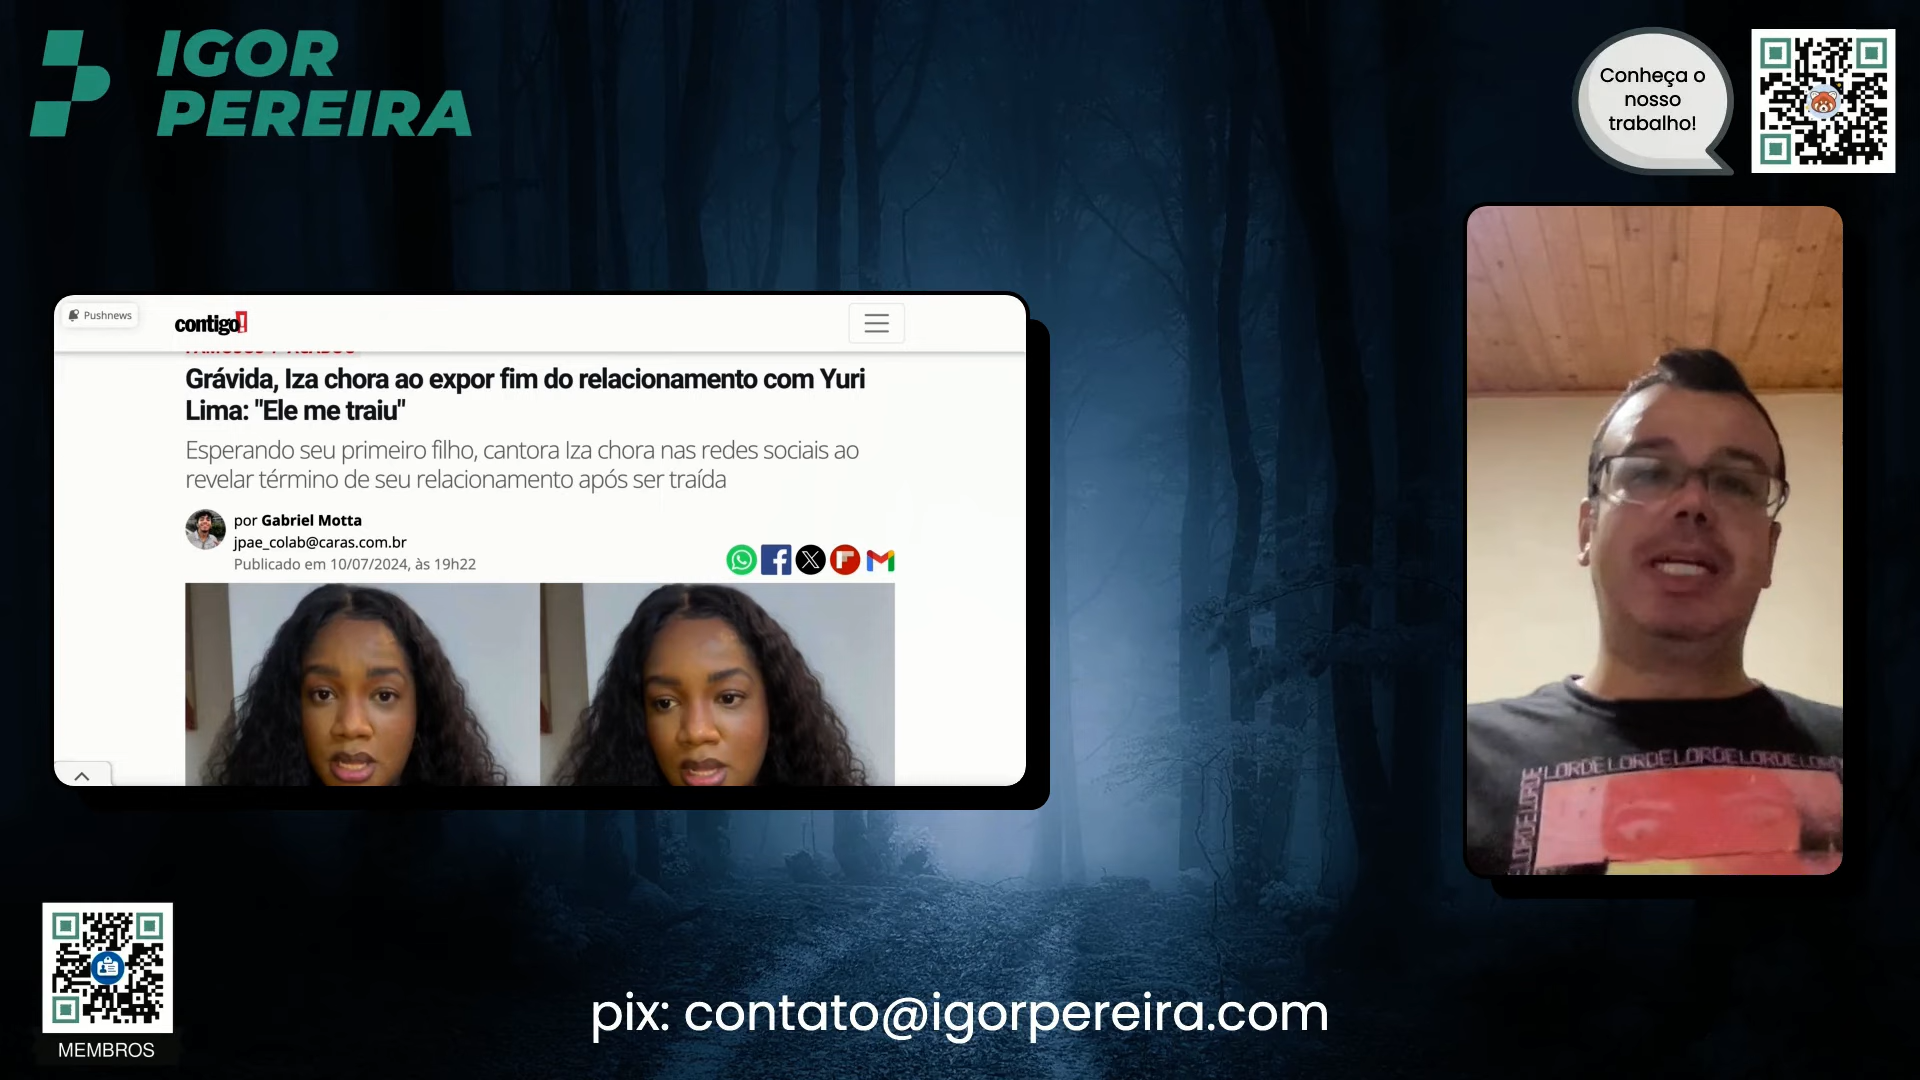 IGOR
PEREIRA
Conheça o
nosso
trabalho!
Pushnews
contigo!
Grávida, Iza chora ao expor fim do relacionamento com Yuri
Lima: "Ele me traiu"
Esperando seu primeiro filho, cantora Iza chora nas redes sociais ao
revelar término de seu relacionamento após ser traída
por Gabriel Motta
jpae_colab@caras.com.br
Publicado em 10/07/2024, às 19h22
LORDE LORDE LORDE LORDE LO
LORDE LORDE
MEMBROS
pix: contato@igorpereira.com